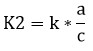 K2 = k * a/c